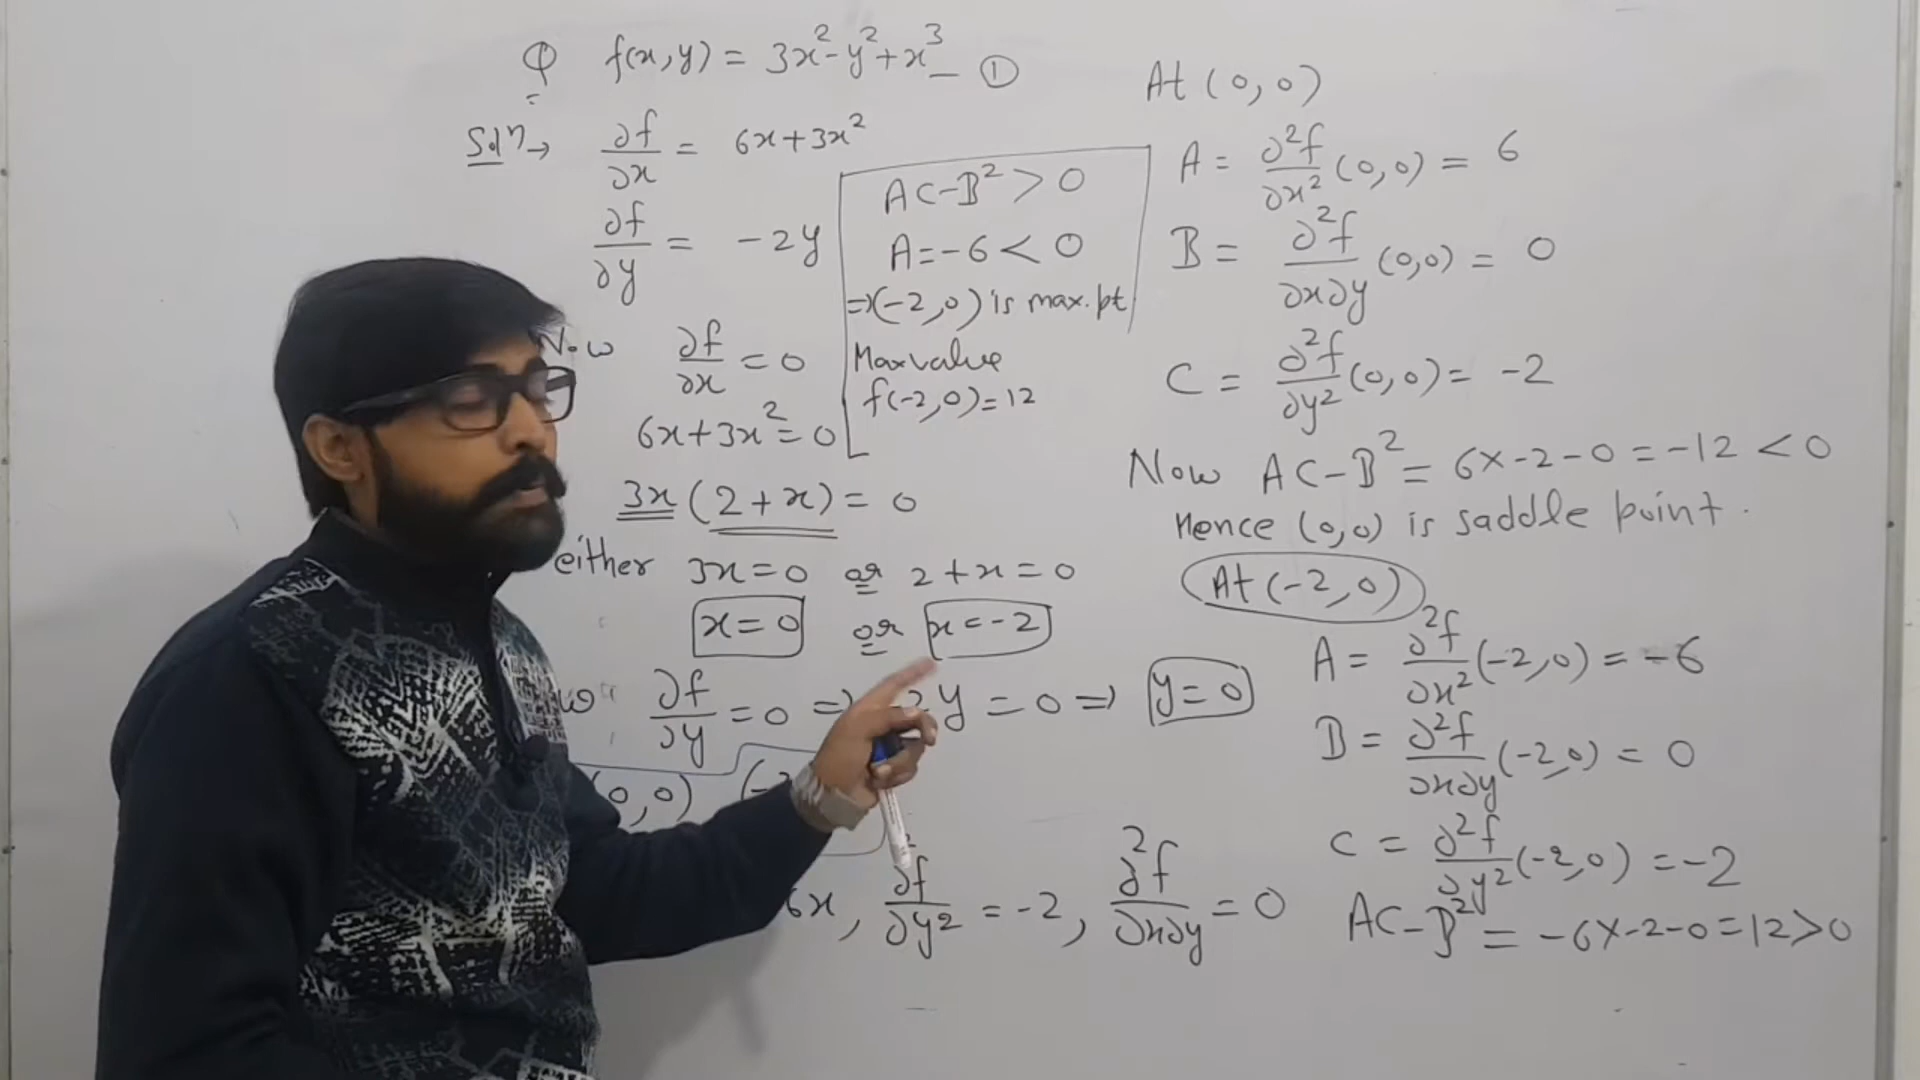 Q f(x,y) = 3x²-y²+x³ — ①
Solⁿ→ ∂f/∂x = 6x+3x²
∂f/∂y = -2y
Now ∂f/∂x = 0
6x+3x²=0
3x (2+x) = 0
either 3x=0 or 2+x=0
x=0 or x=-2
∂f/∂y = 0 ⇒ y = 0 ⇒ y=0
(0,0)
6x, ∂²f/∂y² = -2, ∂²f/∂x∂y = 0
AC-B² > 0
A=-6 < 0
⇒(-2,0) is max. pt
Max value
f(-2,0)=12
At (0,0)
A = ∂²f/∂x² (0,0) = 6
B = ∂²f/∂x∂y (0,0) = 0
C = ∂²f/∂y² (0,0) = -2
Now AC-B² = 6x-2-0 = -12 < 0
Hence (0,0) is saddle point.
At (-2,0)
A = ∂²f/∂x² (-2,0) = -6
B = ∂²f/∂x∂y (-2,0) = 0
C = ∂²f/∂y² (-2,0) = -2
AC-B² = -6x-2-0=12>0